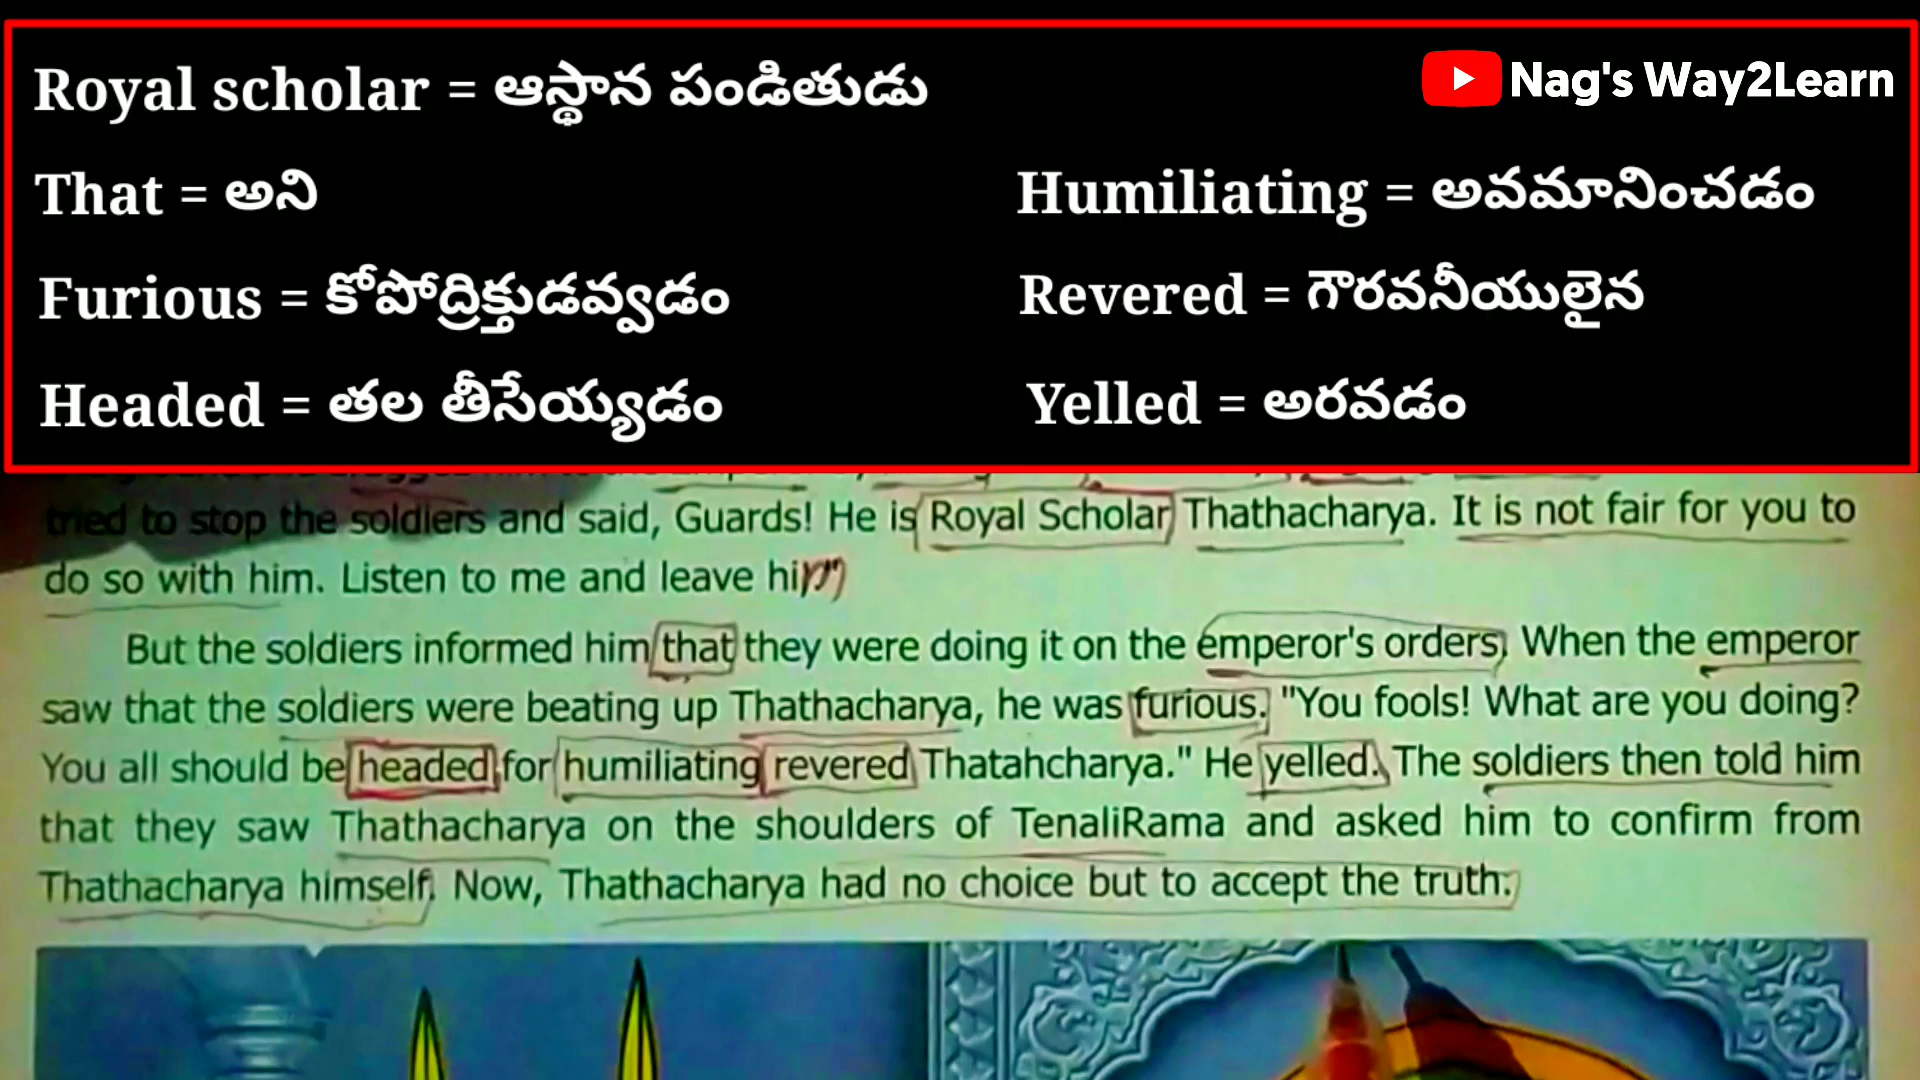 Royal scholar = ఆస్థాన పండితుడు
Nag's Way2Learn
That = అని
Humiliating = అవమానించడం
Furious = కోపోద్రిక్తుడవ్వడం
Revered = గౌరవనీయులైన
Headed = తల తీసేయ్యడం
Yelled = అరవడం
tried to stop the soldiers and said, Guards! He is Royal Scholar Thathacharya. It is not fair for you to
do so with him. Listen to me and leave him
But the soldiers informed him that they were doing it on the emperor's orders. When the emperor
saw that the soldiers were beating up Thathacharya, he was furious. "You fools! What are you doing?
You all should be headed for humiliating revered Thatahcharya." He yelled. The soldiers then told him
that they saw Thathacharya on the shoulders of TenaliRama and asked him to confirm from
Thathacharya himself. Now, Thathacharya had no choice but to accept the truth.